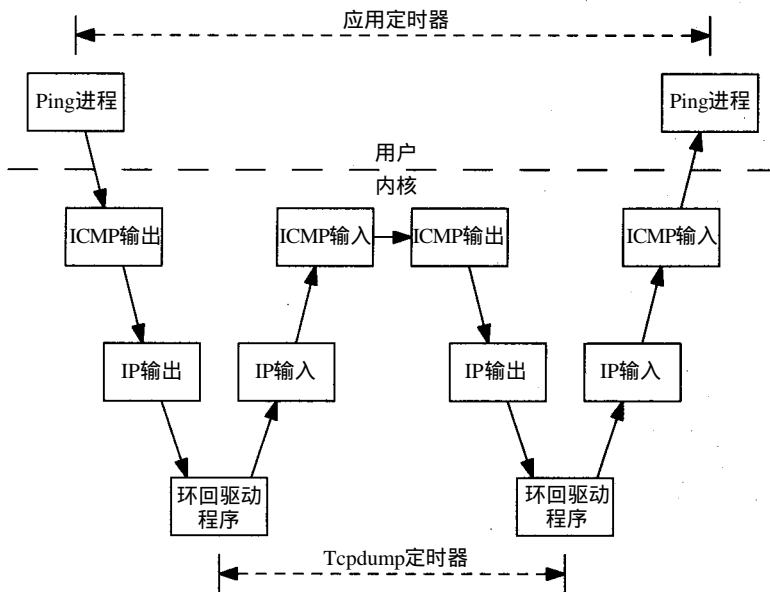 应用定时器
Ping进程
Ping进程
用户
内核
ICMP输出
ICMP输入
ICMP输出
ICMP输入
IP输出
IP输入
IP输出
IP输入
环回驱动
程序
环回驱动
程序
Tcpdump定时器